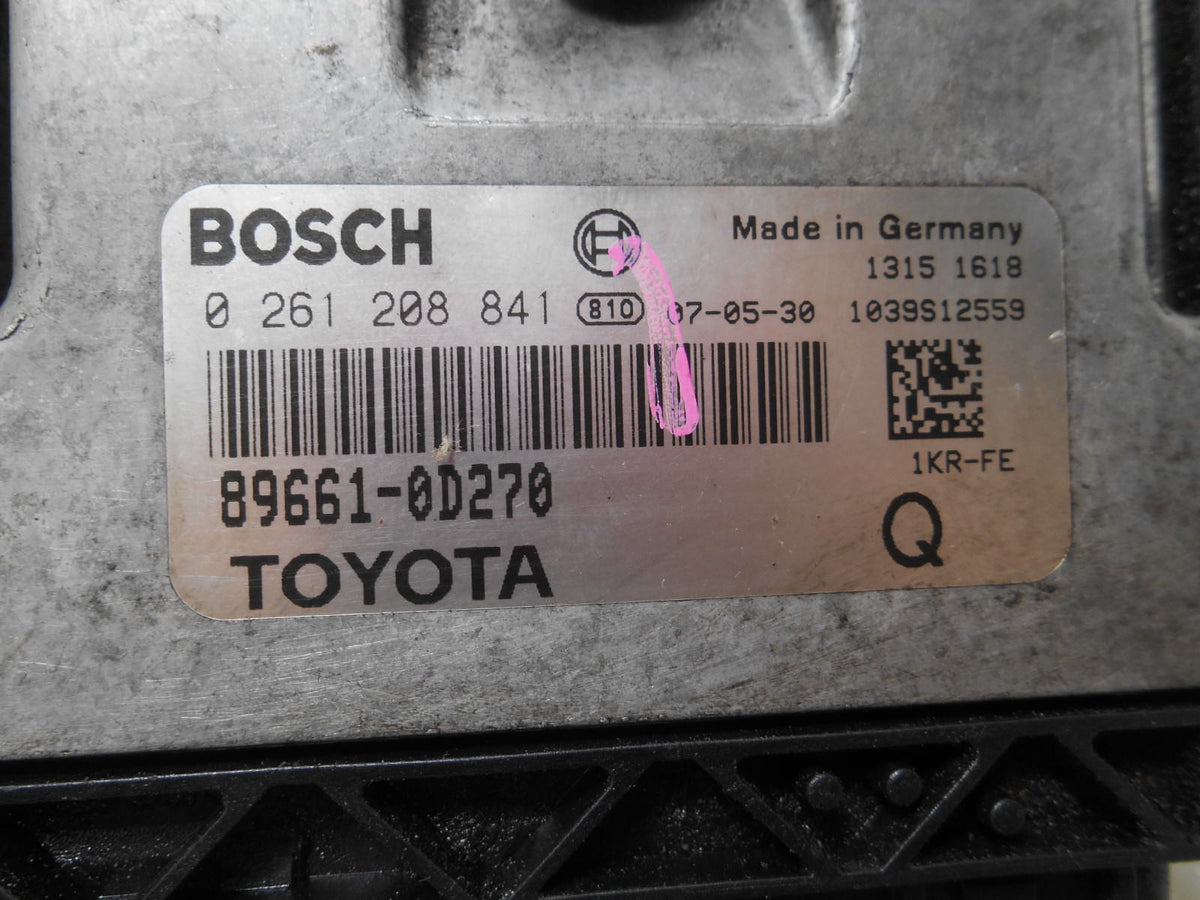 BOSCH
Made in Germany
1315 1618
0 261 208 841 810 07-05-30 1039S12559
1KR-FE
89661-0D270
Q
TOYOTA